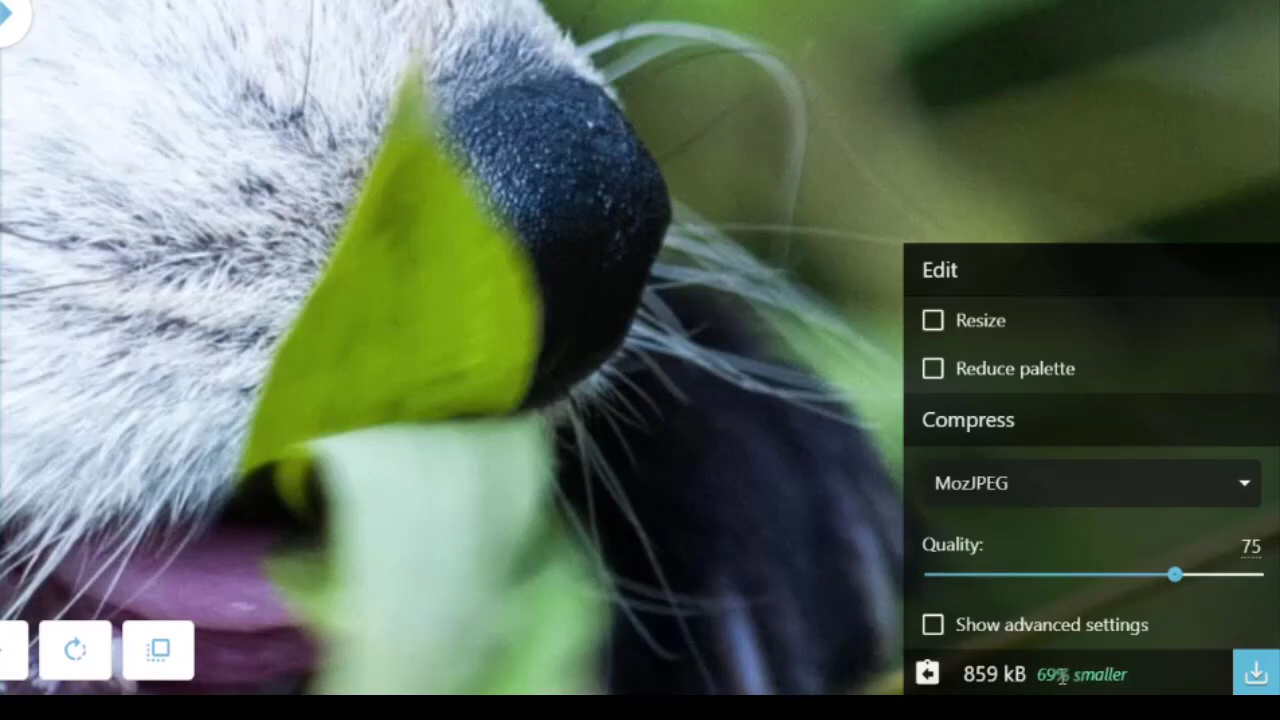 Edit
Resize
Reduce palette
Compress
MozJPEG
Quality: 75
Show advanced settings
859 kB 69% smaller